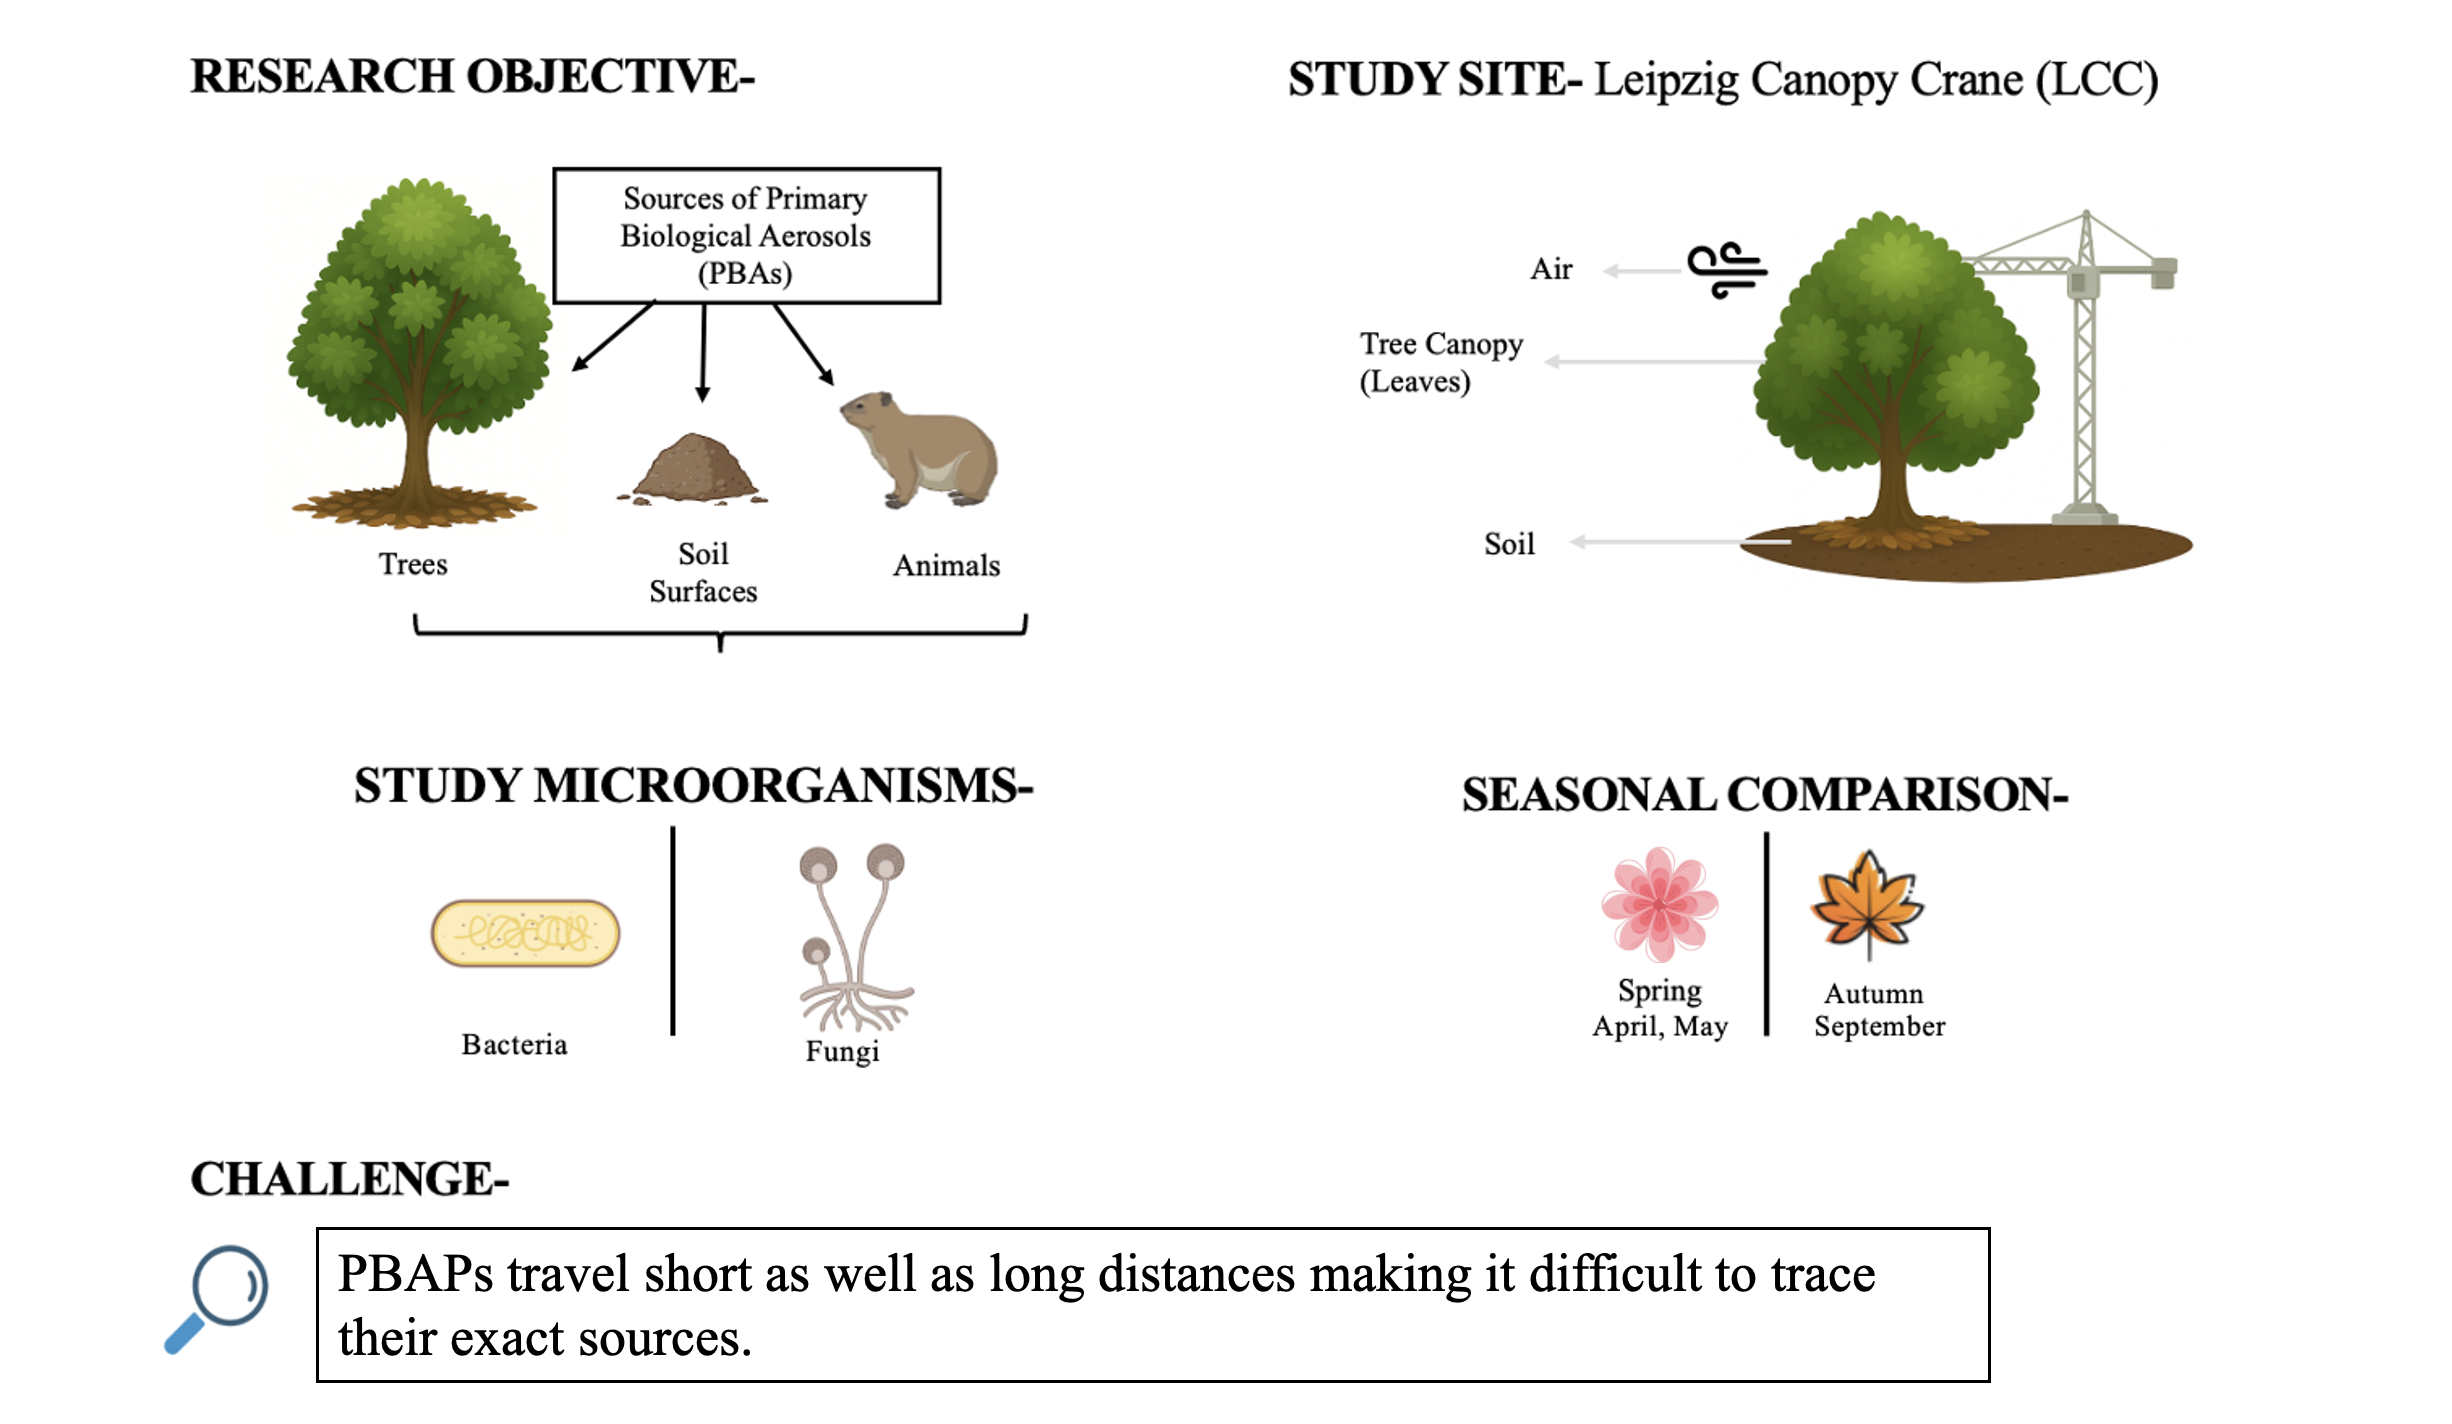 RESEARCH OBJECTIVE-
Sources of Primary
Biological Aerosols
(PBAs)
Trees
Soil
Surfaces
Animals
STUDY SITE- Leipzig Canopy Crane (LCC)
Air
Tree Canopy
(Leaves)
Soil
STUDY MICROORGANISMS-
Bacteria
Fungi
SEASONAL COMPARISON-
Spring
April, May
Autumn
September
CHALLENGE-
PBAPs travel short as well as long distances making it difficult to trace
their exact sources.